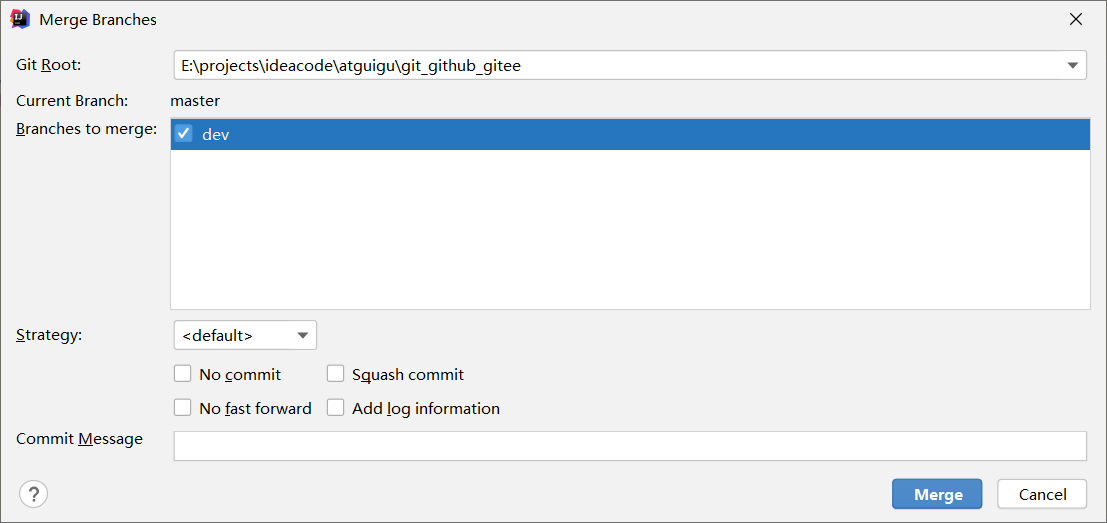 Merge Branches
Git Root: E:\projects\ideacode\atguigu\git_github_gitee
Current Branch: master
Branches to merge: dev
Strategy: <default>
No commit Squash commit
No fast forward Add log information
Commit Message
? Merge Cancel